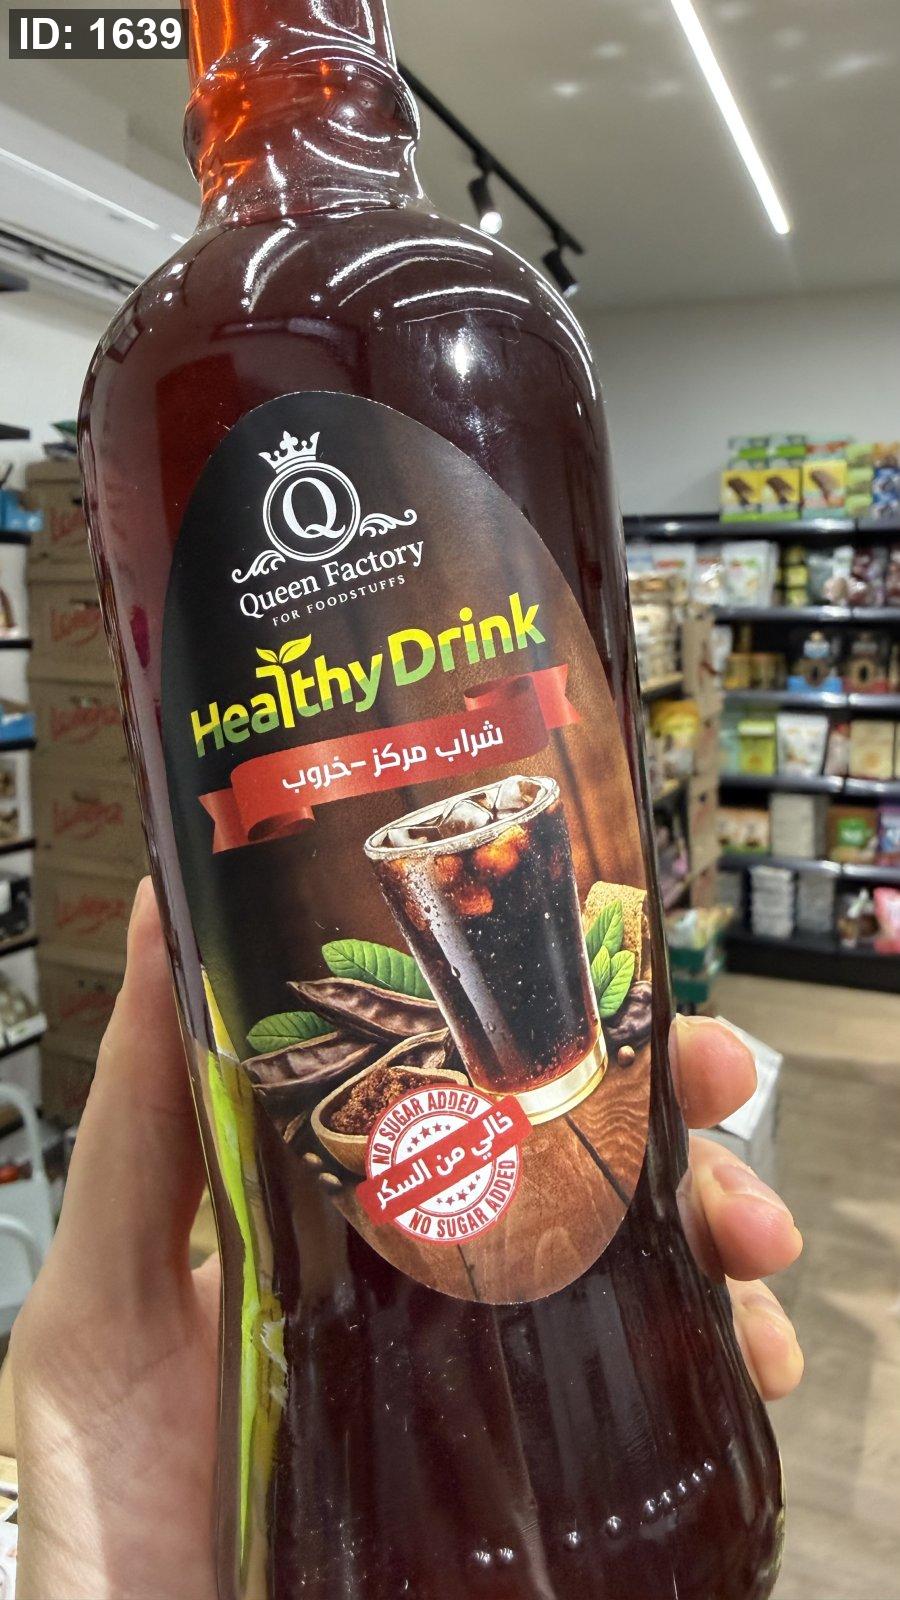 ID: 1639
Q
Queen Factory
FOR FOODSTUFFS
Healthy Drink
شراب مركز -خروب
NO SUGAR ADDED
خالي من السكر
NO SUGAR ADDED